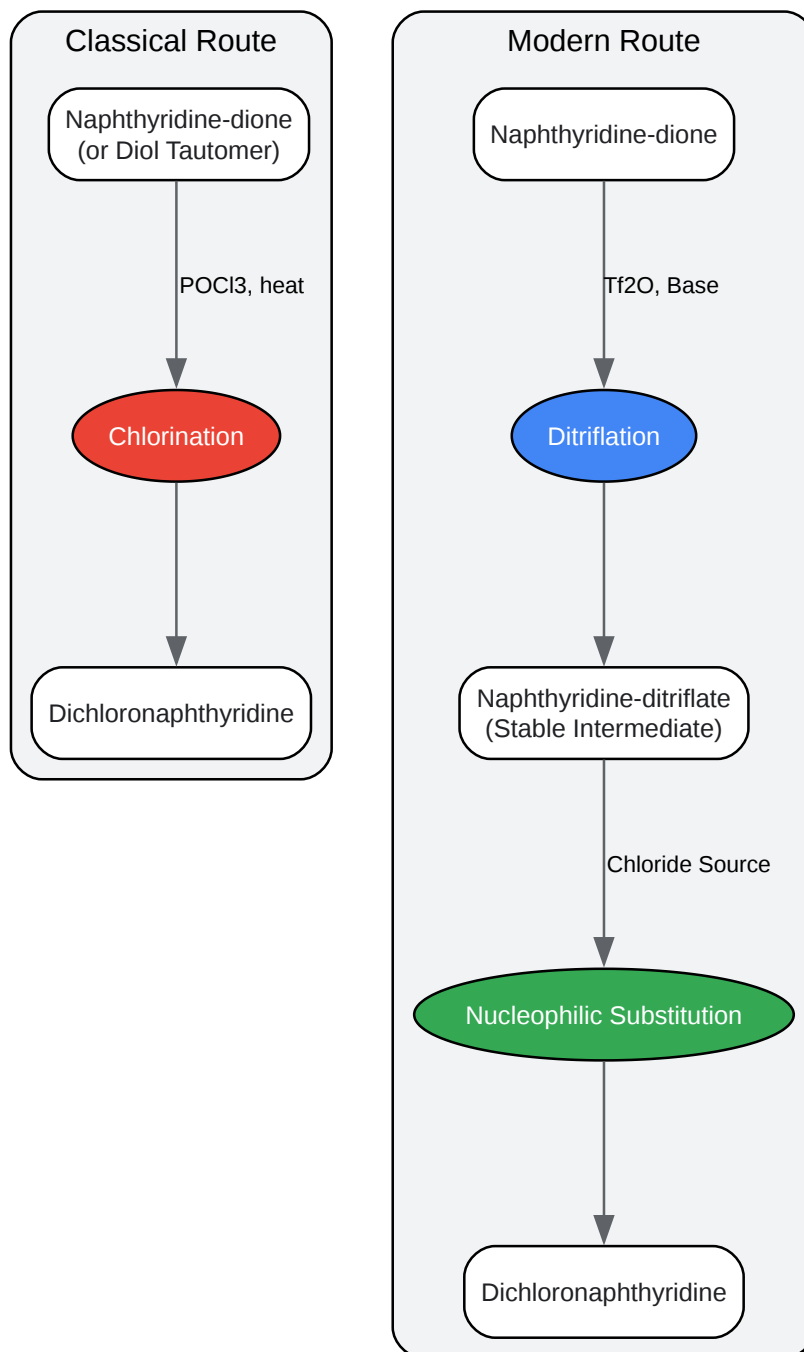 Classical Route
Naphthyridine-dione
(or Diol Tautomer)
POCl3, heat
Chlorination
Dichloronaphthyridine
Modern Route
Naphthyridine-dione
Tf2O, Base
Ditriflation
Naphthyridine-ditriflate
(Stable Intermediate)
Chloride Source
Nucleophilic Substitution
Dichloronaphthyridine